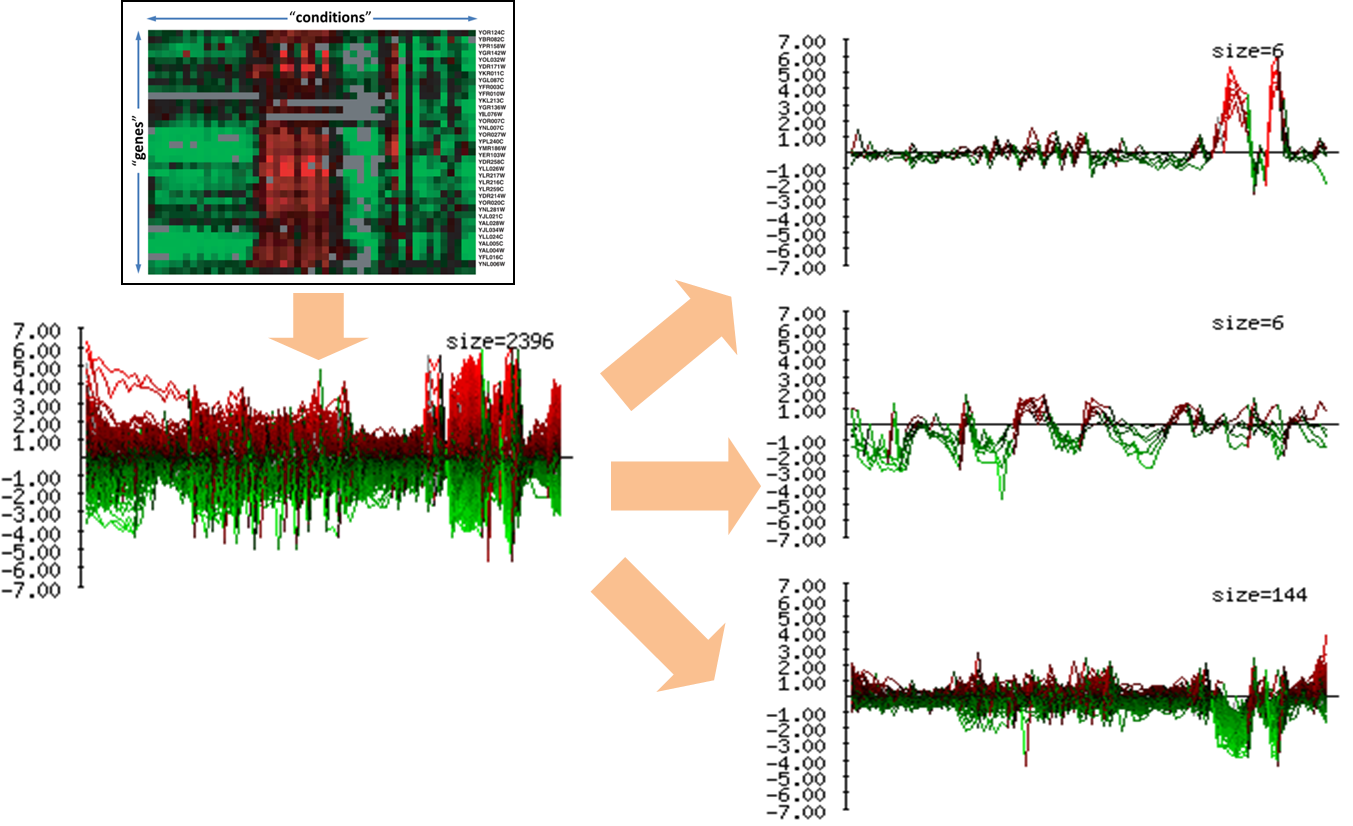 “conditions”
“genes”
YOR124C
YBR082C
YPR158W
YGR142W
YOL032W
YDR171W
YKR011C
YGL087C
YFR003C
YFR010W
YKL213C
YGR136W
YBL076W
YOR007C
YNL007C
YOR027W
YPL240C
YMR186W
YER103W
YDR258C
YLL026W
YLR217W
YLR216C
YLR259C
YDR214W
YOR020C
YNL281W
YJL021C
YAL028W
YJL034W
YLL024C
YAL005C
YAL004W
YFL016C
YNL006W
size=2396
7.00
6.00
5.00
4.00
3.00
2.00
1.00
-1.00
-2.00
-3.00
-4.00
-5.00
-6.00
-7.00
size=6
7.00
6.00
5.00
4.00
3.00
2.00
1.00
-1.00
-2.00
-3.00
-4.00
-5.00
-6.00
-7.00
size=6
7.00
6.00
5.00
4.00
3.00
2.00
1.00
-1.00
-2.00
-3.00
-4.00
-5.00
-6.00
-7.00
size=144
7.00
6.00
5.00
4.00
3.00
2.00
1.00
-1.00
-2.00
-3.00
-4.00
-5.00
-6.00
-7.00